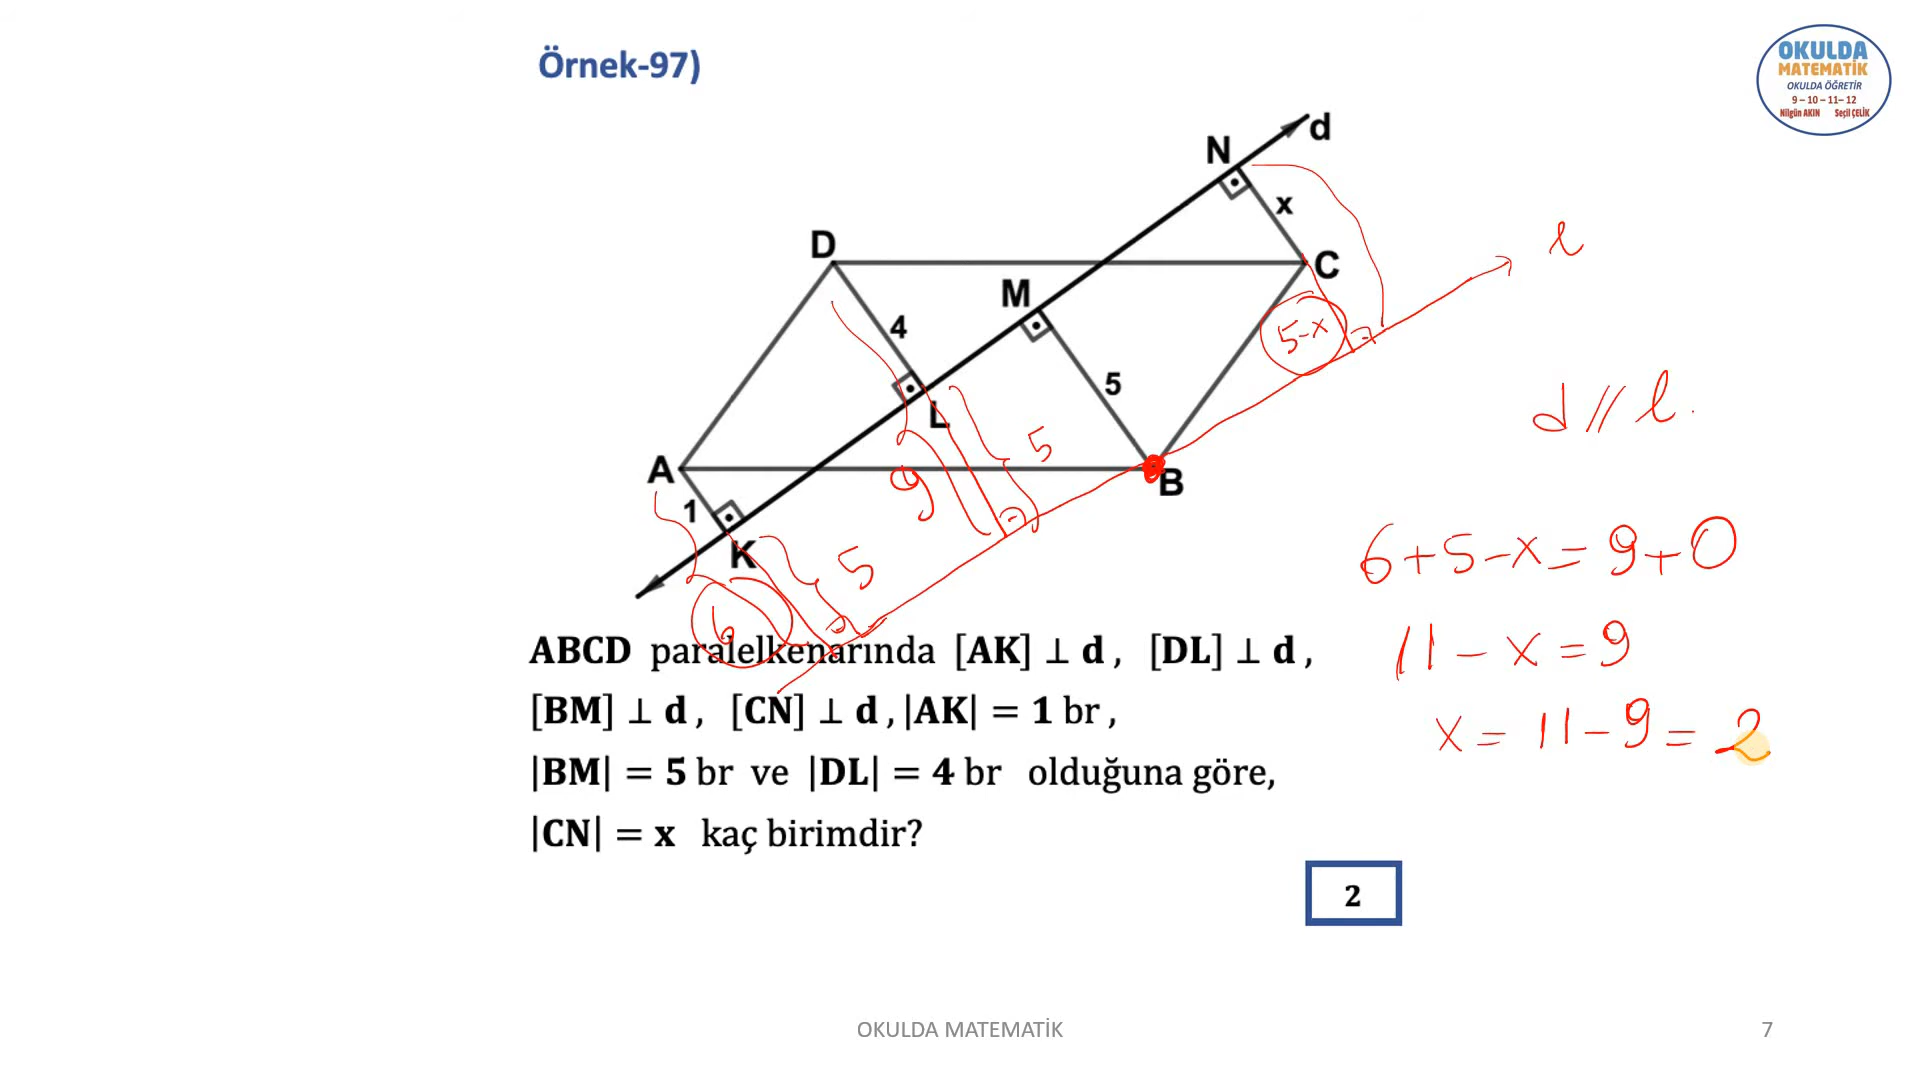 Örnek-97)
OKULDA
MATEMATİK
OKULDA ÖĞRETİR
9 – 10 – 11– 12
Nilgün AKIN Seçil ÇELİK
d
N
x
D
C
ℓ
M
4
5-x
5
L
d // ℓ.
5
A
9
B
1
K
5
6+5-x=9+0
6
11-x=9
x=11-9=2
ABCD paralelkenarında [AK] ⊥ d , [DL] ⊥ d ,
[BM] ⊥ d , [CN] ⊥ d , |AK| = 1 br ,
|BM| = 5 br ve |DL| = 4 br olduğuna göre,
|CN| = x kaç birimdir?
2
OKULDA MATEMATİK
7